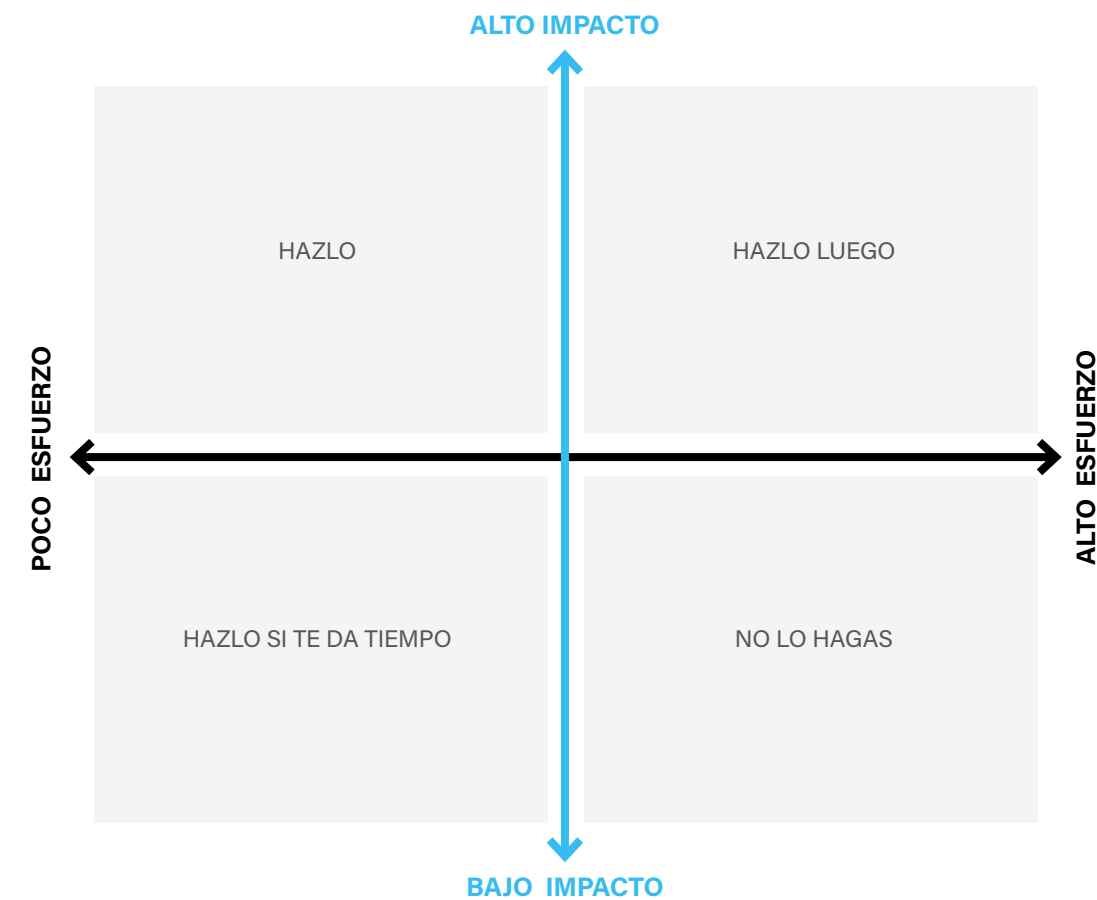 ALTO IMPACTO
HAZLO
HAZLO LUEGO
POCO ESFUERZO
ALTO ESFUERZO
HAZLO SI TE DA TIEMPO
NO LO HAGAS
BAJO IMPACTO